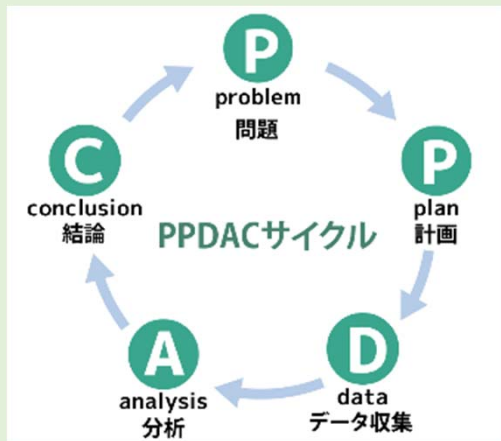 P
problem
問題
P
plan
計画
D
data
データ収集
A
analysis
分析
C
conclusion
結論
PPDACサイクル